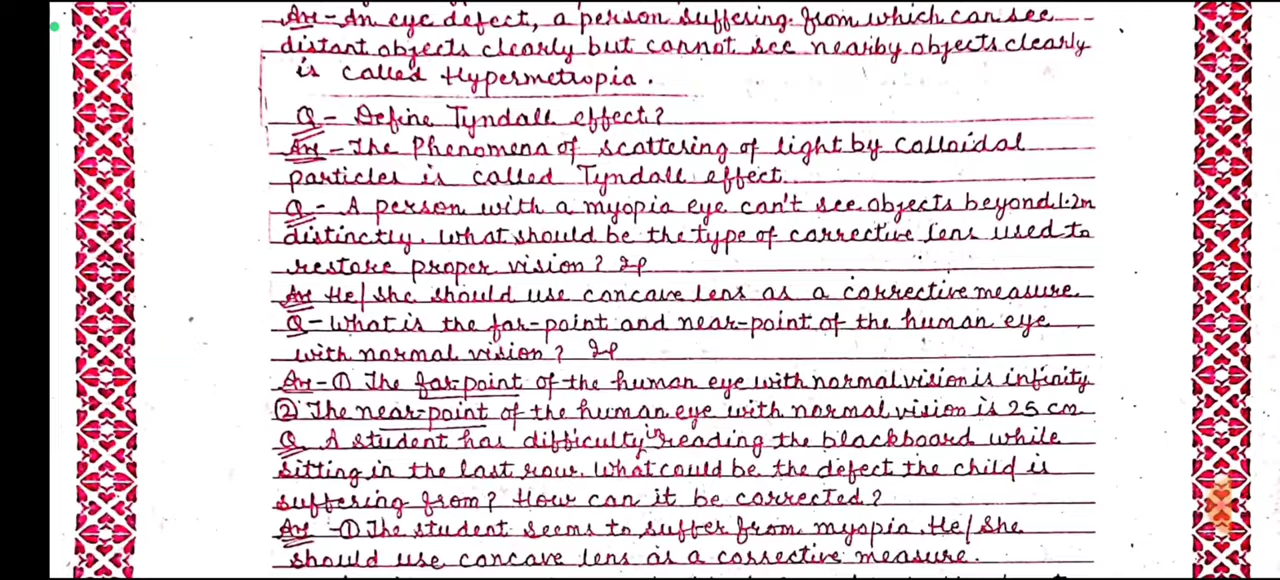 Ans - An eye defect, a person suffering from which can see
distant objects clearly but cannot see nearby objects clearly
is called Hypermetropia.
Q - Define Tyndall effect?
Ans - The Phenomena of scattering of light by colloidal
particles is called Tyndall effect.
Q - A person with a myopia eye can't see objects beyond 1.2m
distinctly. What should be the type of corrective lens used to
restore proper vision?
Ans He/she should use concave lens as a corrective measure.
Q - What is the far-point and near-point of the human eye
with normal vision?
Ans - ① The far-point of the human eye with normal vision is infinity
② The near-point of the human eye with normal vision is 25 cm
Q A student has difficulty in reading the blackboard while
sitting in the last row. What could be the defect the child is
suffering from? How can it be corrected?
Ans - ① The student seems to suffer from myopia. He/She
should use concave lens as a corrective measure.